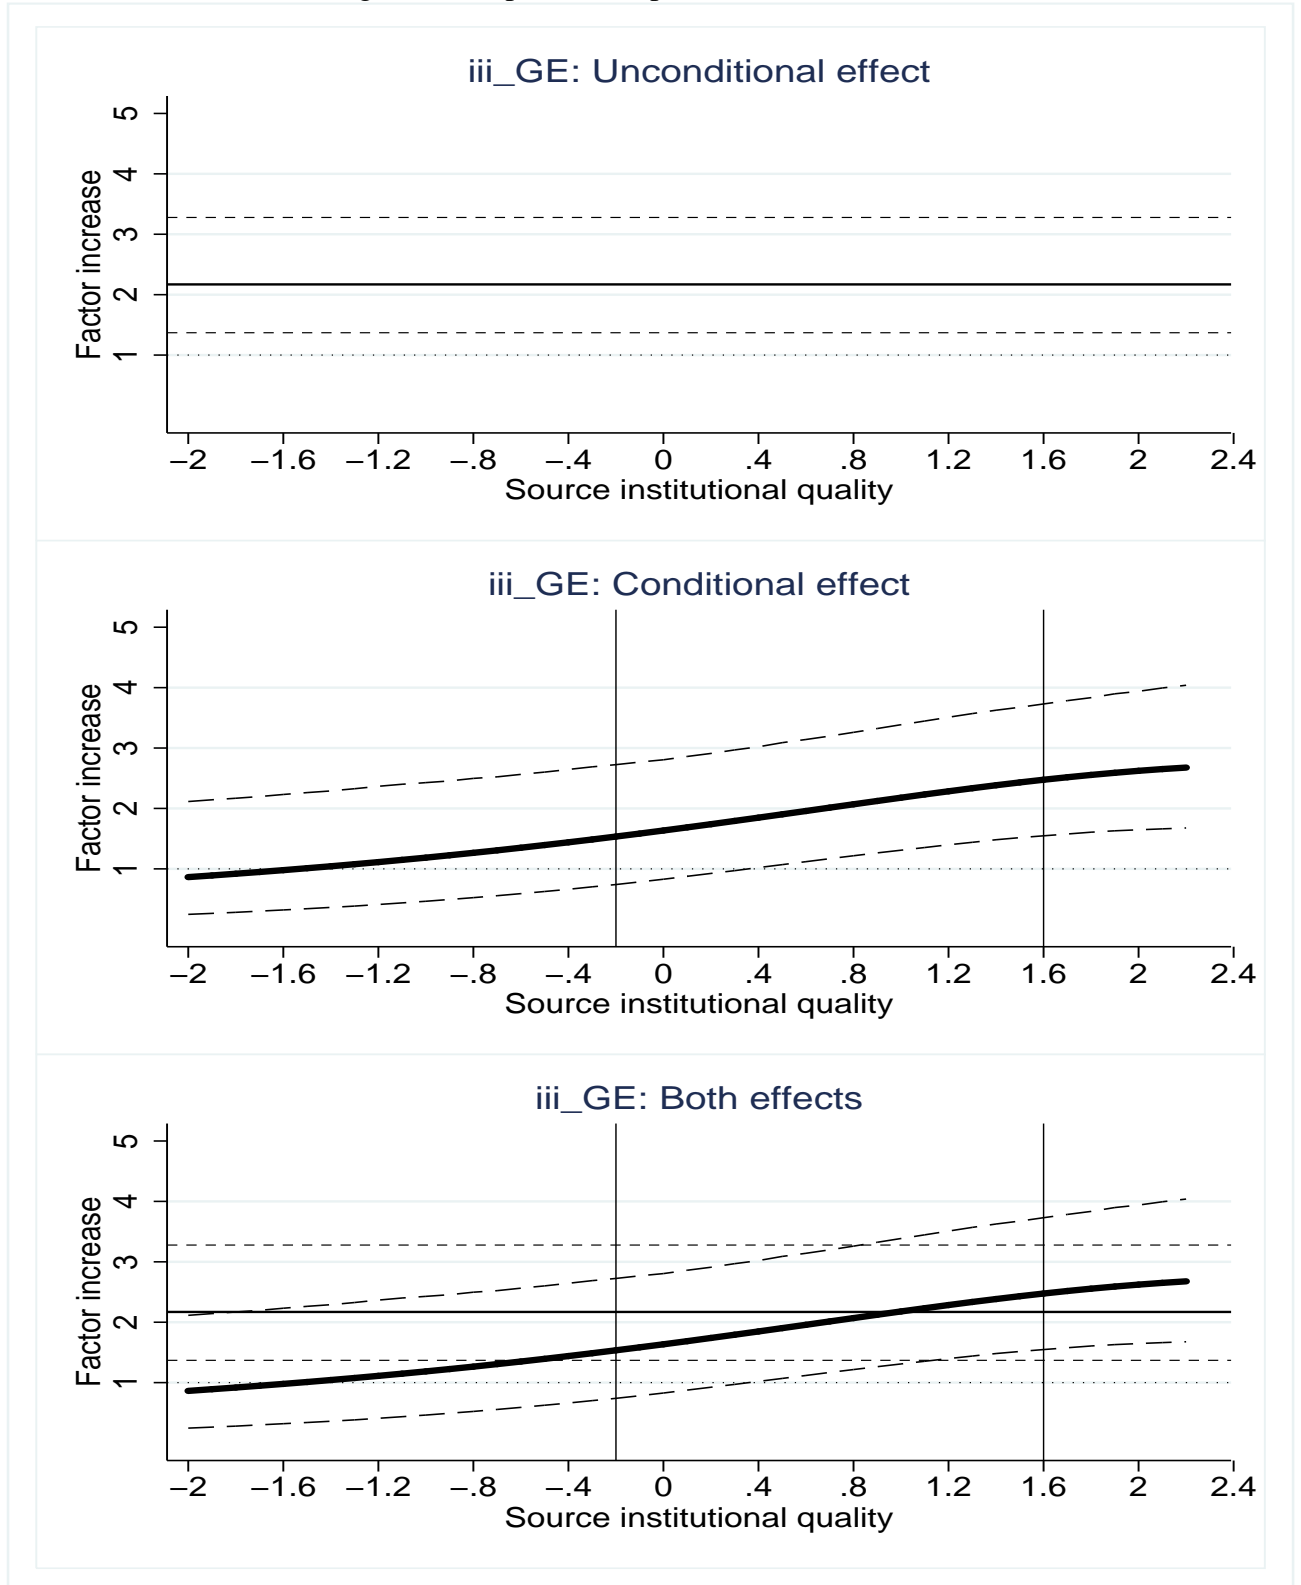 iii_GE: Unconditional effect
5
4
3
2
1
Factor increase
−2 −1.6 −1.2 −.8 −.4 0 .4 .8 1.2 1.6 2 2.4
Source institutional quality
iii_GE: Conditional effect
5
4
3
2
1
Factor increase
−2 −1.6 −1.2 −.8 −.4 0 .4 .8 1.2 1.6 2 2.4
Source institutional quality
iii_GE: Both effects
5
4
3
2
1
Factor increase
−2 −1.6 −1.2 −.8 −.4 0 .4 .8 1.2 1.6 2 2.4
Source institutional quality